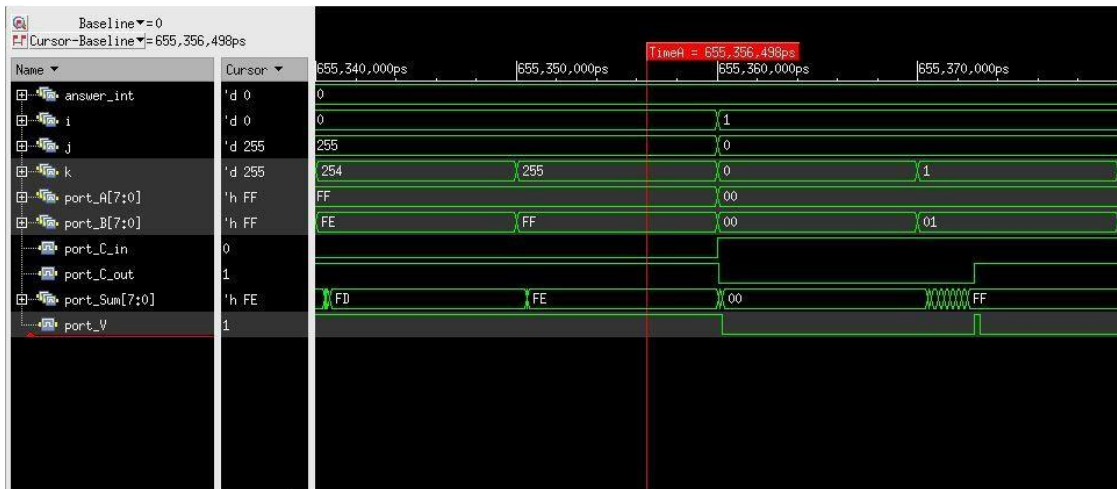 Baseline▼=0
Cursor-Baseline▼=655,356,498ps
TimeA = 655,356,498ps
Name ▼ Cursor ▼ 655,340,000ps 655,350,000ps 655,360,000ps 655,370,000ps
answer_int 'd 0 0
i 'd 0 0 1
j 'd 255 255 0
k 'd 255 254 255 0 1
port_A[7:0] 'h FF FF 00
port_B[7:0] 'h FF FE FF 00 01
port_C_in 0
port_C_out 1
port_Sum[7:0] 'h FE FD FE 00 FF
port_V 1